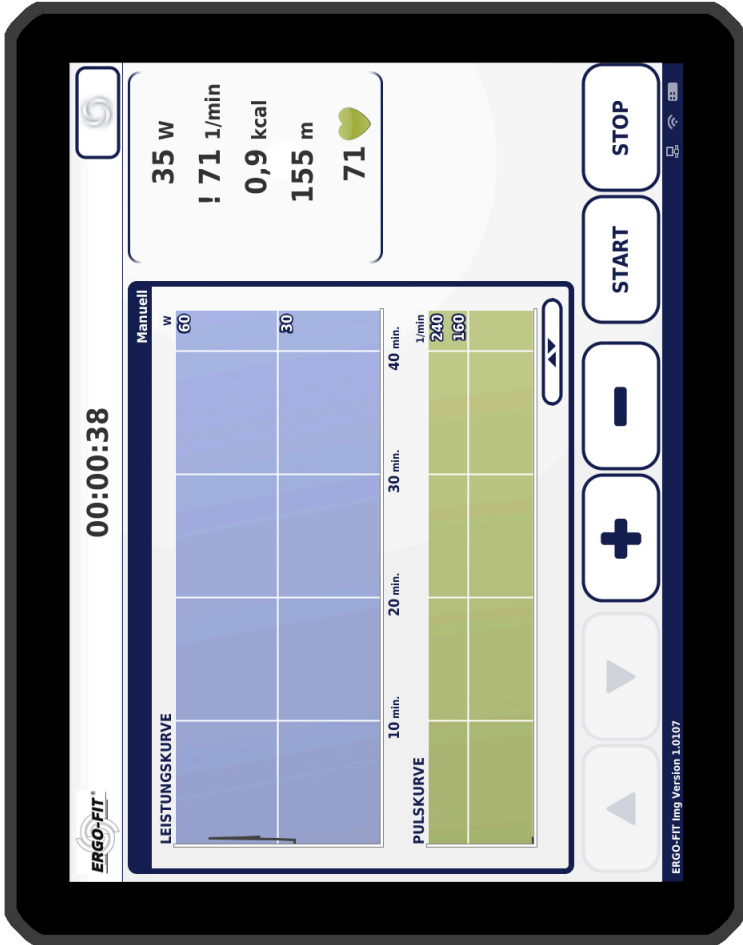 ERGO-FIT®
00:00:38
Manuell
LEISTUNGSKURVE
W
60
30
10 min.
20 min.
30 min.
40 min.
PULSKURVE
1/min
240
160
35 W
! 71 1/min
0,9 kcal
155 m
71
START
STOP
ERGO-FIT Img Version 1.0107